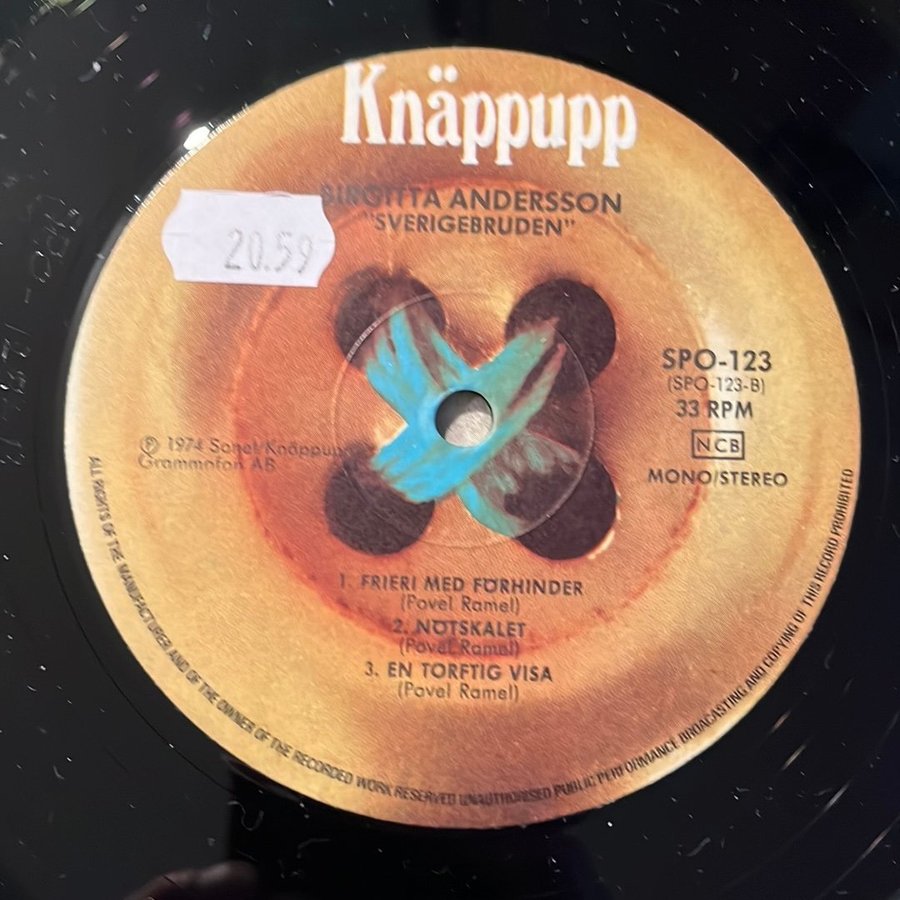 Knäppupp
BIRGITTA ANDERSSON
"SVERIGEBRUDEN"
20.59
SPO-123
(SPO-123-B)
33 RPM
NCB
MONO/STEREO
℗ 1974 Sonet/Knäppupp
Grammofon AB
1. FRIERI MED FÖRHINDER
(Povel Ramel)
2. NÖTSKALET
(Povel Ramel)
3. EN TORFTIG VISA
(Povel Ramel)
ALL RIGHTS OF THE MANUFACTURER AND OF THE OWNER OF THE RECORDED WORK RESERVED UNAUTHORISED PUBLIC PERFORMANCE BROADCASTING AND COPYING OF THIS RECORD PROHIBITED